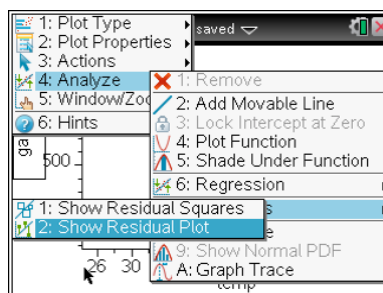 1: Plot Type
saved
2: Plot Properties
3: Actions
4: Analyze
1: Remove
5: Window/Zoo
2: Add Movable Line
6: Hints
3: Lock Intercept at Zero
4: Plot Function
ga
500
5: Shade Under Function
6: Regression
1: Show Residual Squares
s
2: Show Residual Plot
e
9: Show Normal PDF
26 30
A: Graph Trace
temp